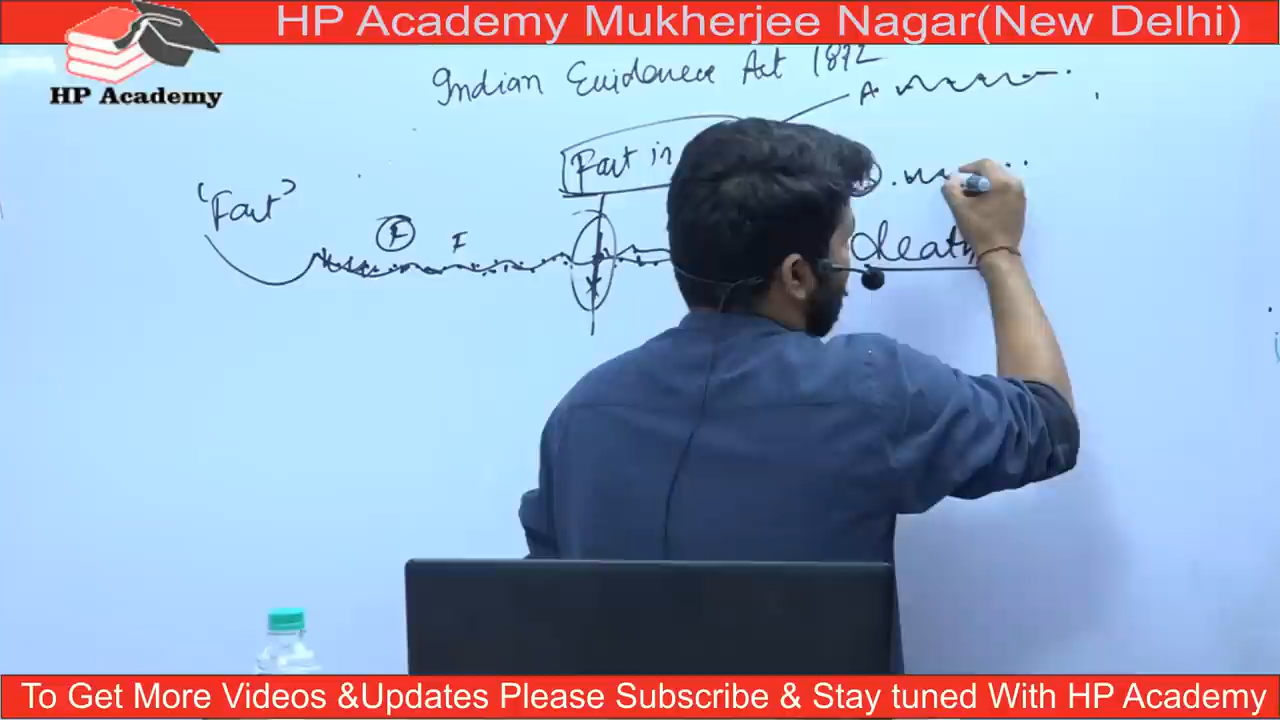 HP Academy Mukherjee Nagar(New Delhi)
HP Academy
Indian Evidence Act 1872
A.
Fact in
"Fact"
F F
death
To Get More Videos &Updates Please Subscribe & Stay tuned With HP Academy